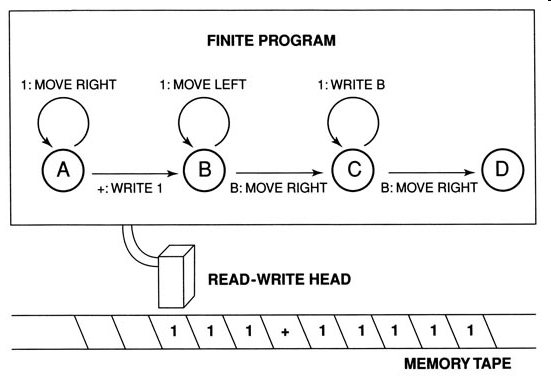 FINITE PROGRAM
1: MOVE RIGHT 1: MOVE LEFT 1: WRITE B
A B C D
+: WRITE 1 B: MOVE RIGHT B: MOVE RIGHT
READ-WRITE HEAD
1 1 1 + 1 1 1 1 1
MEMORY TAPE